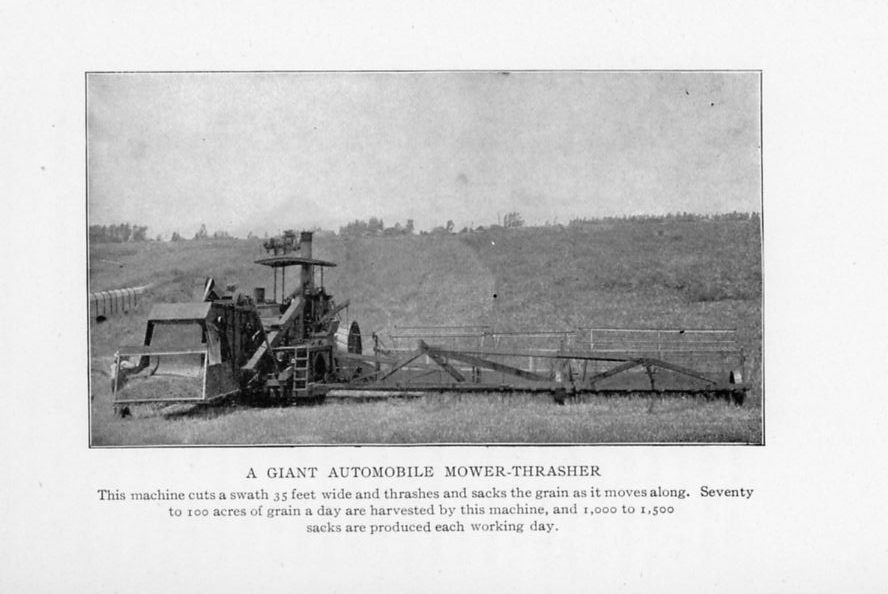 A GIANT AUTOMOBILE MOWER-THRASHER
This machine cuts a swath 35 feet wide and thrashes and sacks the grain as it moves along. Seventy
to 100 acres of grain a day are harvested by this machine, and 1,000 to 1,500
sacks are produced each working day.